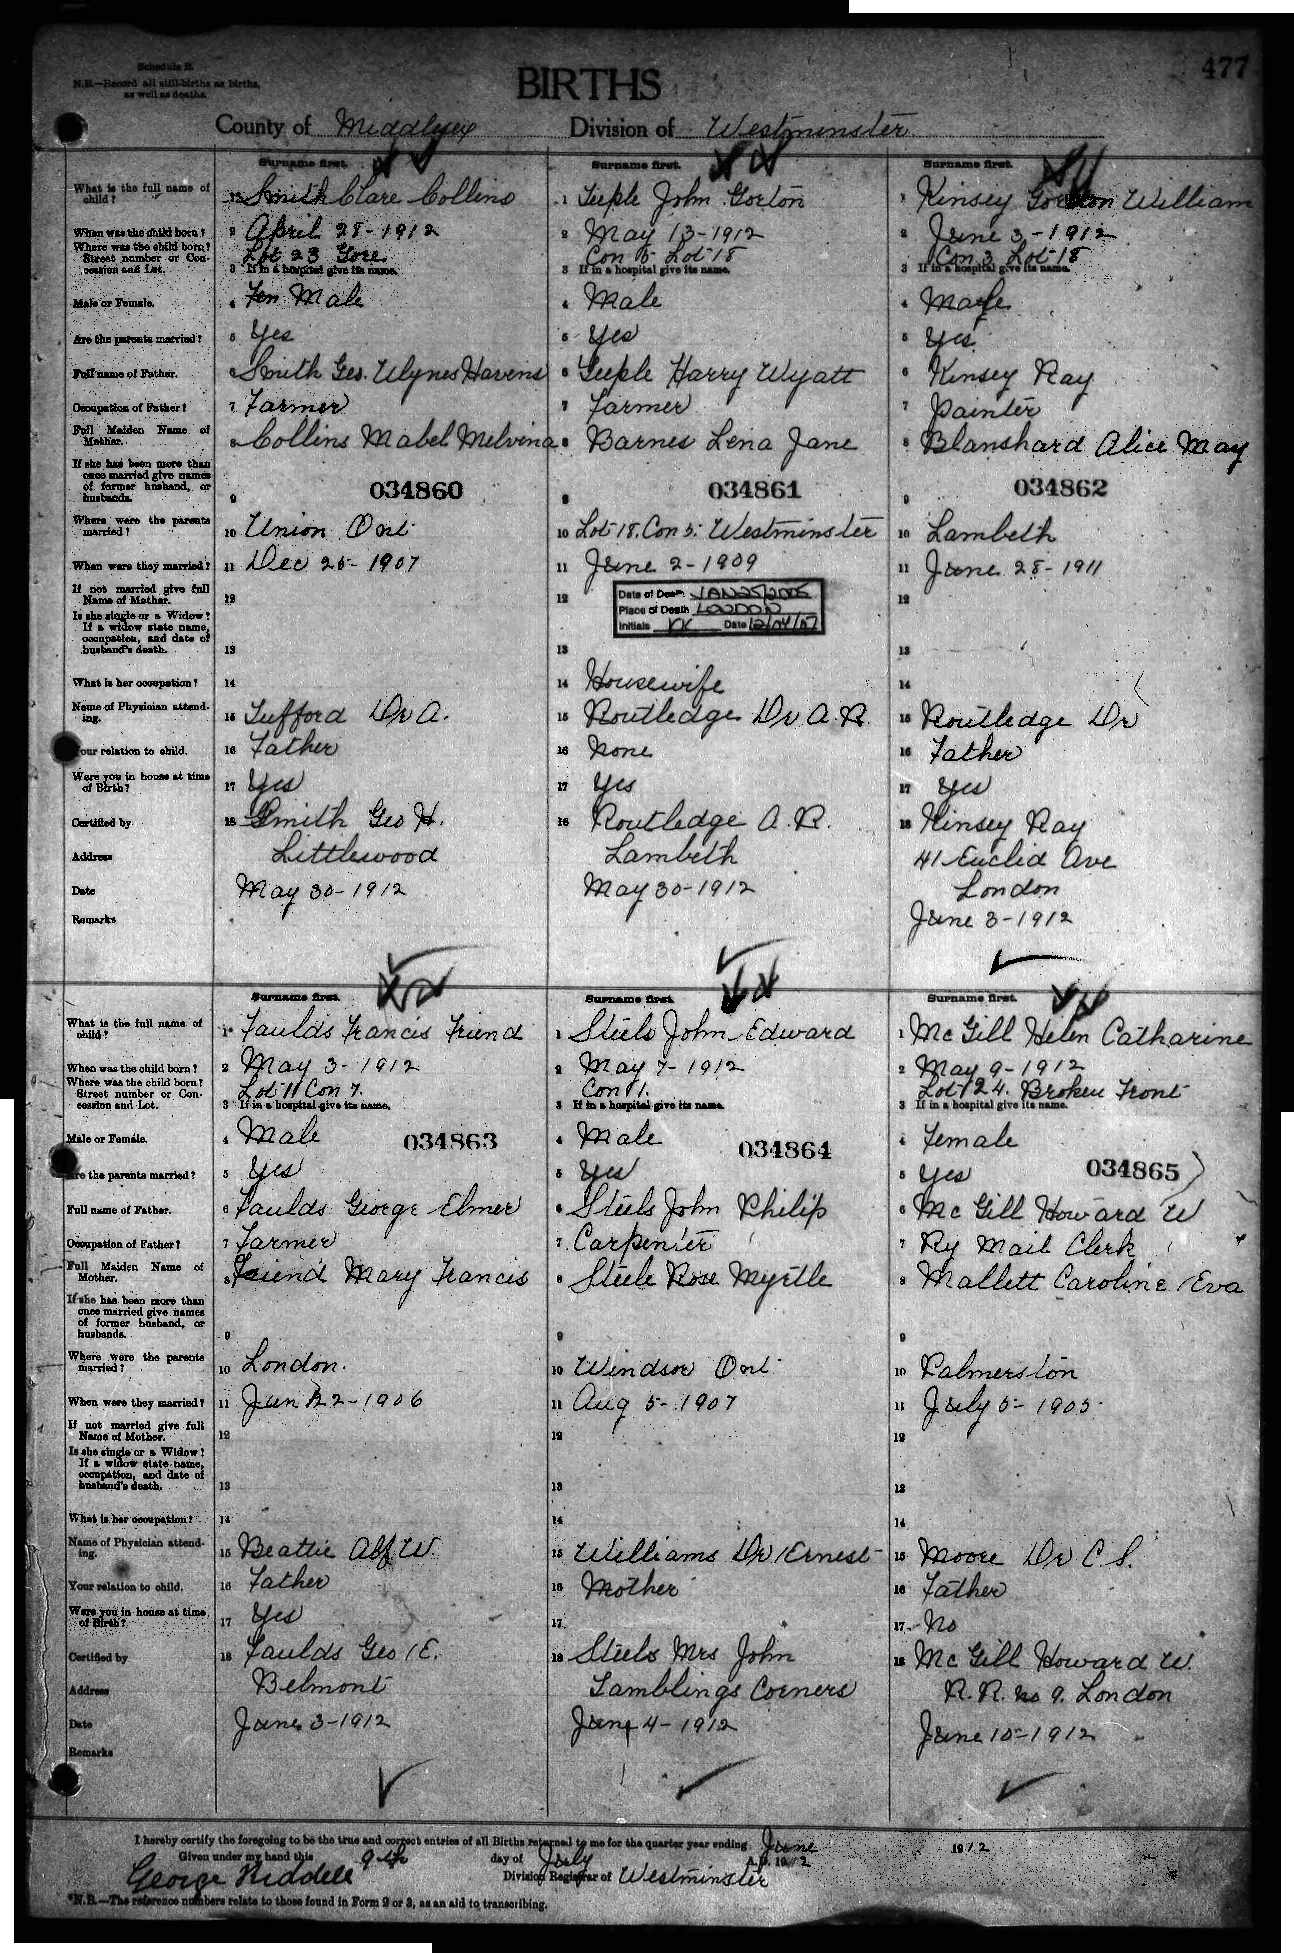 Schedule B.
N.B.—Record all still-births as births,
as well as deaths.
BIRTHS
477
County of Middlesex Division of Westminster
Surname first. Surname first. Surname first.
What is the full name of child? 1 Smith Clare Collins 1 Teeple John Gorton 1 Kinsey Gordon William
When was the child born? 2 April 28-1912 2 May 13-1912 2 June 3-1912
Where was the child born? Street number or Concession and Lot. Lot 23 Gore Con 5 Lot 18 Con 3 Lot 18
3 If in a hospital give its name. 3 If in a hospital give its name. 3 If in a hospital give its name.
Male or Female. 4 Male 4 Male 4 Male
Are the parents married? 5 Yes 5 Yes 5 Yes
Full name of Father. 6 Smith Geo. Wlynes Havens 6 Teeple Harry Wyatt 6 Kinsey Ray
Occupation of Father? 7 Farmer 7 Farmer 7 Painter
Full Maiden Name of Mother. 8 Collins Mabel Melvina 8 Barnes Lena Jane 8 Blanshard Alice May
If she has been more than once married give names of former husband, or husbands. 9 034860 9 034861 9 034862
Where were the parents married? 10 Union Ont 10 Lot 18. Con 5. Westminster 10 Lambeth
When were they married? 11 Dec 25-1907 11 June 2-1909 11 June 28-1911
If not married give full Name of Mother. 12 12 12
Date of Death JAN 25/2005
Place of Death LONDON
Initials KK Date 12/04/07
Is she single or a Widow? If a widow state name, occupation, and date of husband's death. 13 13 13
What is her occupation? 14 14 Housewife 14
Name of Physician attending. 15 Tufford Dr A. 15 Routledge Dr A. R. 15 Routledge Dr
Your relation to child. 16 Father 16 None 16 Father
Were you in house at time of Birth? 17 Yes 17 Yes 17 Yes
Certified by 18 Smith Geo H. 18 Routledge A. R. 18 Kinsey Ray
Address Littlewood Lambeth 41 Euclid Ave
London
Date May 30-1912 May 30-1912 June 3-1912
Remarks
Surname first. Surname first. Surname first.
What is the full name of child? 1 Faulds Francis Friend 1 Steels John Edward 1 McGill Helen Catharine
When was the child born? 2 May 3-1912 2 May 7-1912 2 May 9-1912
Where was the child born? Street number or Concession and Lot. Lot 11 Con 7. Con 1. Lot 124. Broken Front
3 If in a hospital give its name. 3 If in a hospital give its name. 3 If in a hospital give its name.
Male or Female. 4 Male 034863 4 Male 034864 4 Female
Are the parents married? 5 Yes 5 Yes 5 Yes 034865
Full name of Father. 6 Faulds George Elmer 6 Steels John Philip 6 McGill Howard W
Occupation of Father? 7 Farmer 7 Carpenter 7 Ry Mail Clerk
Full Maiden Name of Mother. 8 Friend Mary Francis 8 Steele Rose Myrtle 8 Mallett Caroline Eva
If she has been more than once married give names of former husband, or husbands. 9 9 9
Where were the parents married? 10 London. 10 Windsor Ont 10 Palmerston
When were they married? 11 Jun 22-1906 11 Aug 5-1907 11 July 5-1905
If not married give full Name of Mother. 12 12 12
Is she single or a Widow? If a widow state name, occupation, and date of husband's death. 13 13 13
What is her occupation? 14 14 14
Name of Physician attending. 15 Beattie Alf W. 15 Williams Dr Ernest 15 Moore Dr C S.
Your relation to child. 16 Father 16 Mother 16 Father
Were you in house at time of Birth? 17 Yes 17 17 No
Certified by 18 Faulds Geo E. 18 Steels Mrs John 18 McGill Howard W.
Address Belmont Tamblings Corners R. R. No 9. London
Date June 3-1912 June 4-1912 June 10-1912
Remarks
I hereby certify the foregoing to be the true and correct entries of all Births returned to me for the quarter year ending June 1912
Given under my hand this 9th day of July A.D. 1912
George Riddell Division Registrar of Westminster
*N.B.—The reference numbers relate to those found in Form 2 or 3, as an aid to transcribing.